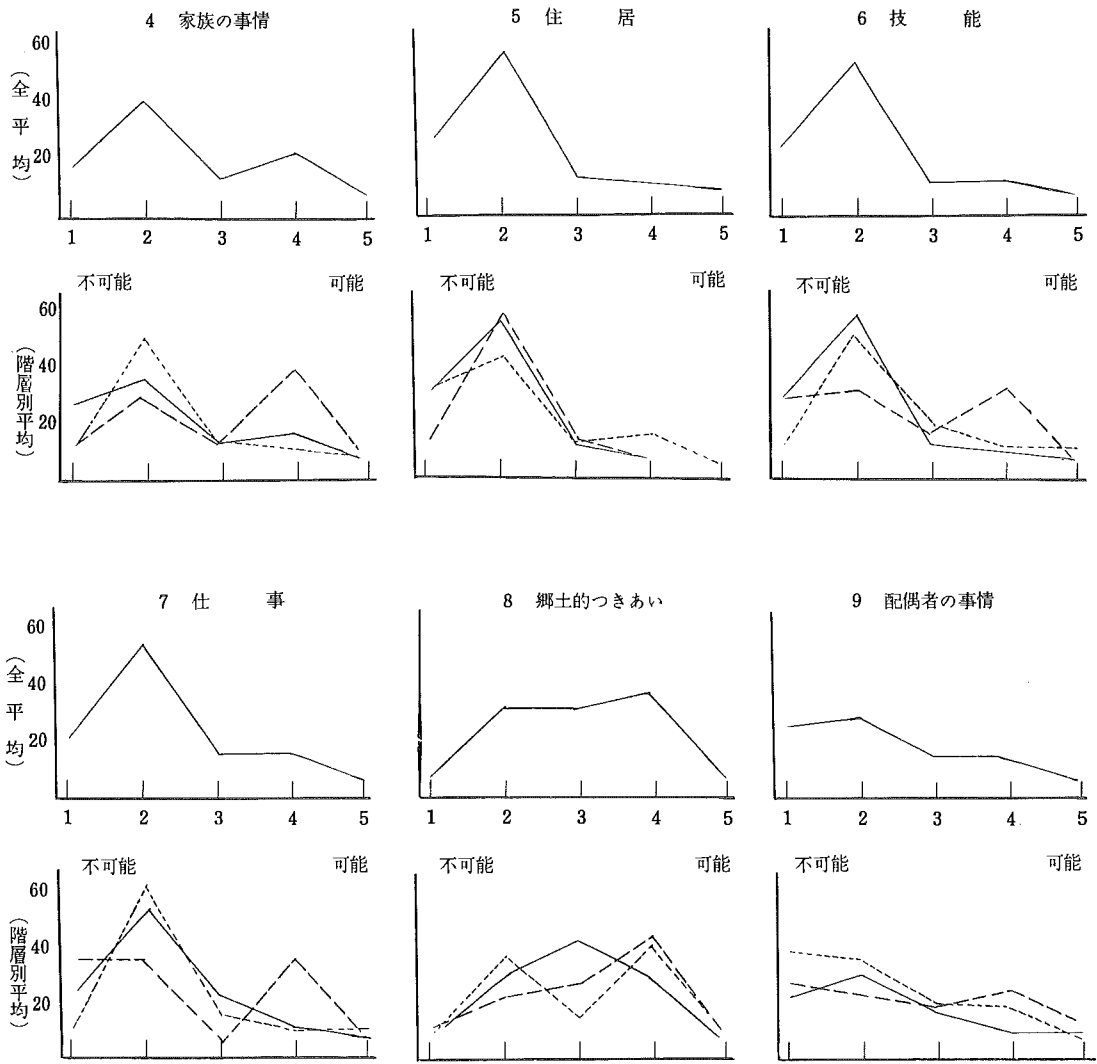 4 家族の事情
5 住 居
6 技 能
60
40
20
(全平均)
1 2 3 4 5
1 2 3 4 5
1 2 3 4 5
不可能 可能
不可能 可能
不可能 可能
60
40
20
(階層別平均)
7 仕 事
8 郷土的つきあい
9 配偶者の事情
60
40
20
(全平均)
1 2 3 4 5
1 2 3 4 5
1 2 3 4 5
不可能 可能
不可能 可能
不可能 可能
60
40
20
(階層別平均)